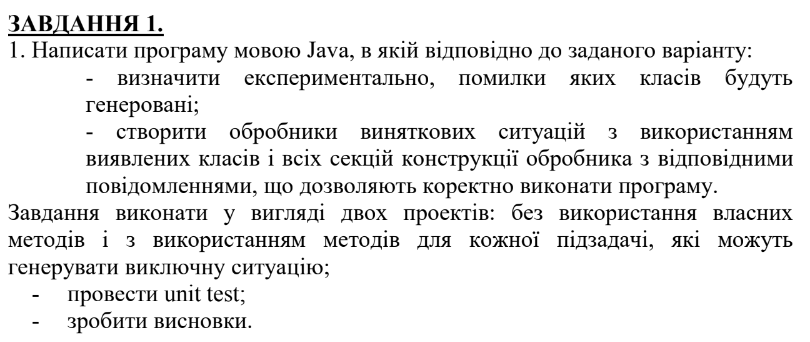 ЗАВДАННЯ 1.
1. Написати програму мовою Java, в якій відповідно до заданого варіанту:
- визначити експериментально, помилки яких класів будуть
генеровані;
- створити обробники виняткових ситуацій з використанням
виявлених класів і всіх секцій конструкції обробника з відповідними
повідомленнями, що дозволяють коректно виконати програму.
Завдання виконати у вигляді двох проектів: без використання власних
методів і з використанням методів для кожної підзадачі, які можуть
генерувати виключну ситуацію;
- провести unit test;
- зробити висновки.